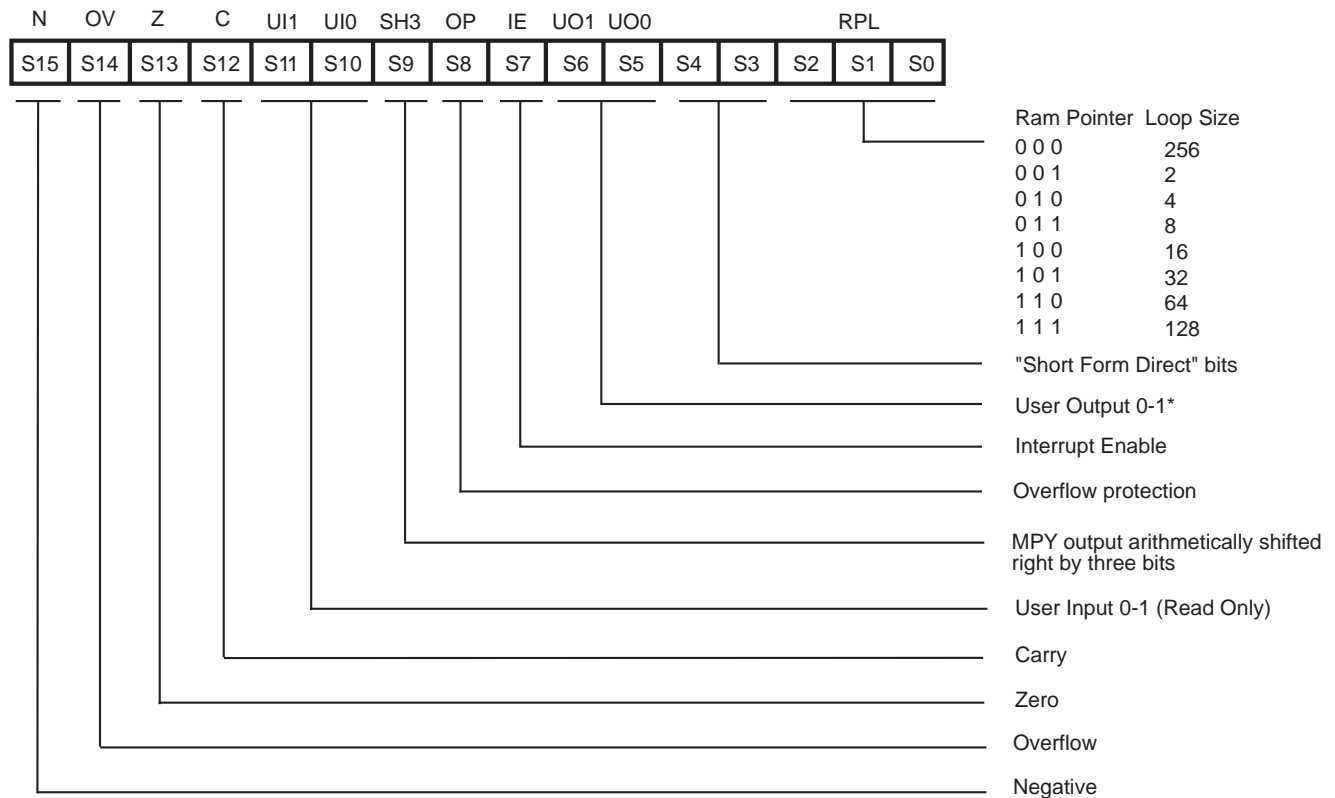 N OV Z C UI1 UI0 SH3 OP IE UO1 UO0 RPL
S15 S14 S13 S12 S11 S10 S9 S8 S7 S6 S5 S4 S3 S2 S1 S0
Ram Pointer Loop Size
0 0 0 256
0 0 1 2
0 1 0 4
0 1 1 8
1 0 0 16
1 0 1 32
1 1 0 64
1 1 1 128
"Short Form Direct" bits
User Output 0-1*
Interrupt Enable
Overflow protection
MPY output arithmetically shifted
right by three bits
User Input 0-1 (Read Only)
Carry
Zero
Overflow
Negative